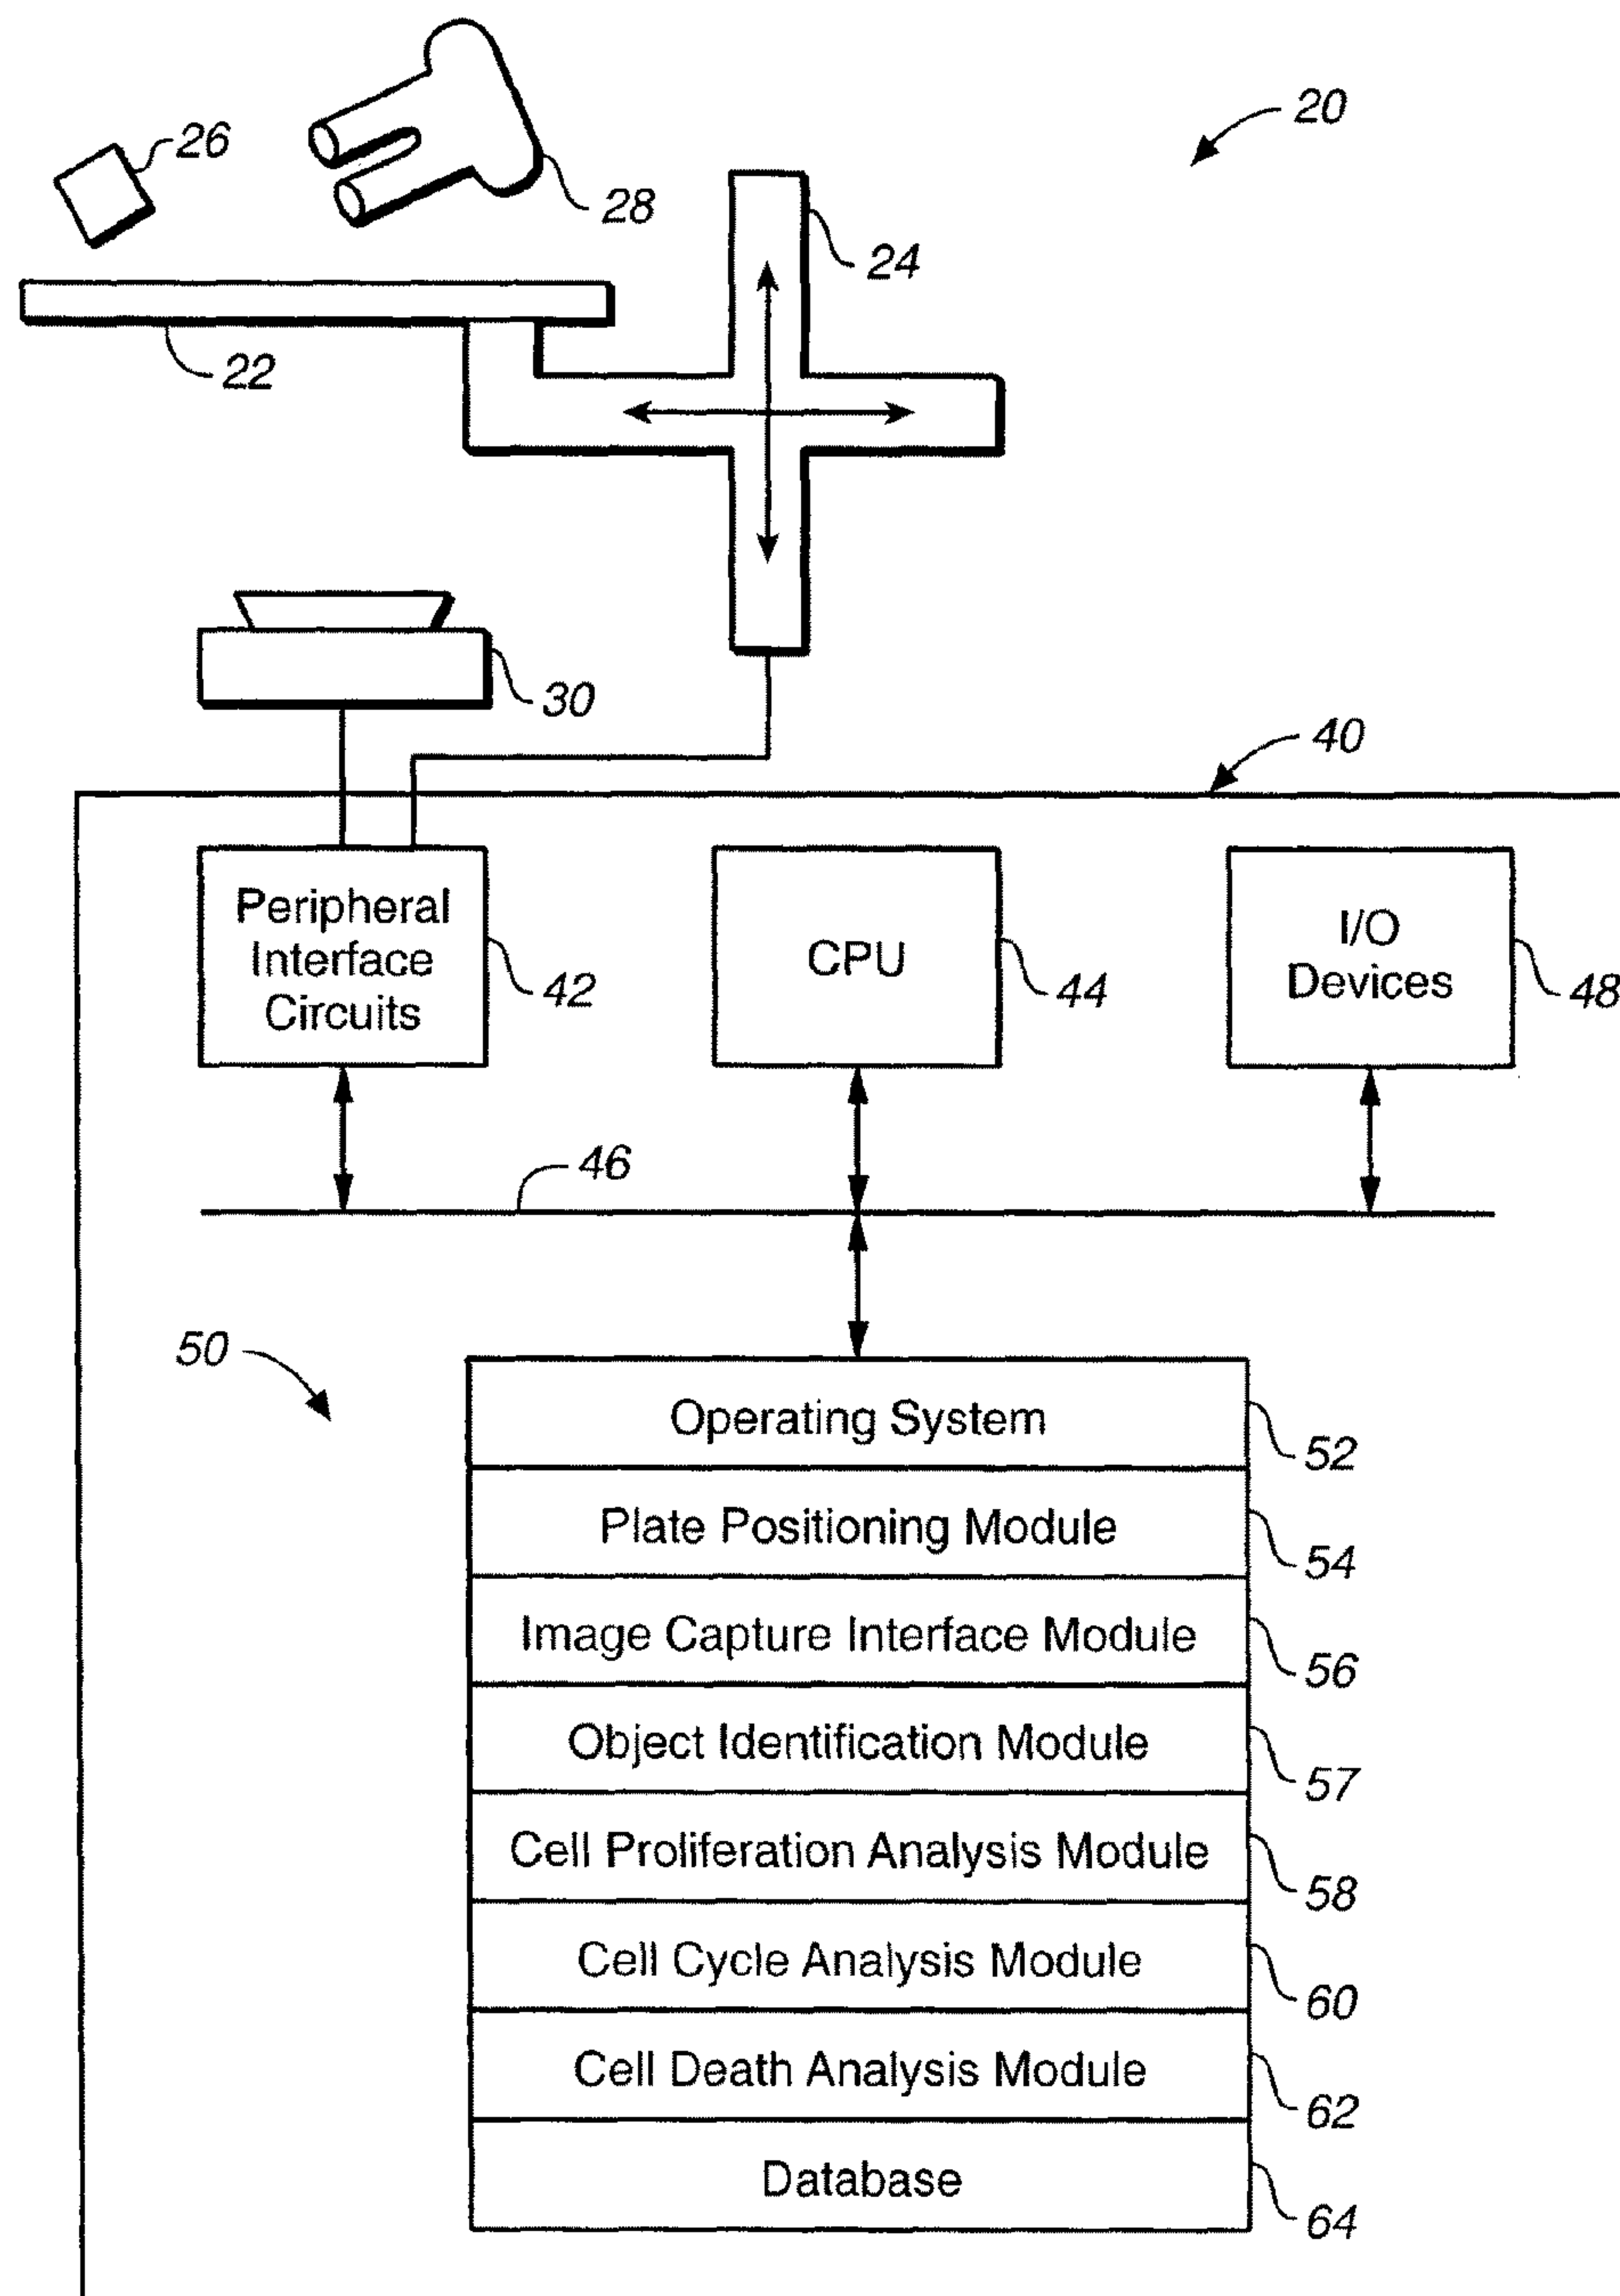 20
26
28
24
22
30
40
Peripheral
Interface
Circuits
42
CPU
44
I/O
Devices
48
46
50
Operating System
52
Plate Positioning Module
54
Image Capture Interface Module
56
Object Identification Module
57
Cell Proliferation Analysis Module
58
Cell Cycle Analysis Module
60
Cell Death Analysis Module
62
Database
64